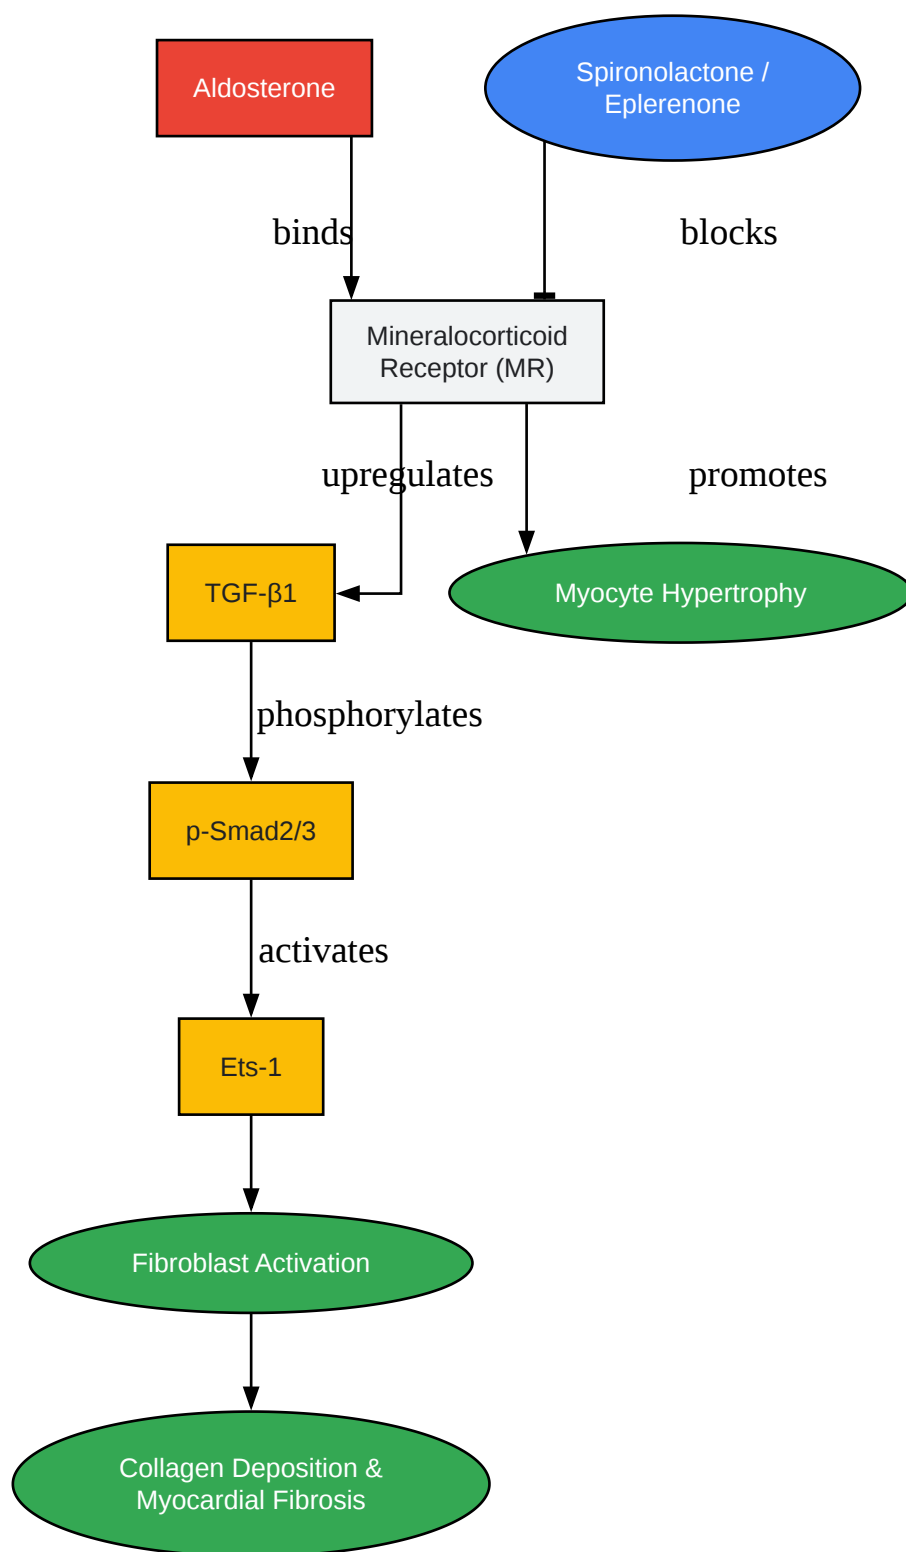 Aldosterone
Spironolactone /
Eplerenone
binds
blocks
Mineralocorticoid
Receptor (MR)
upregulates
promotes
TGF-β1
Myocyte Hypertrophy
phosphorylates
p-Smad2/3
activates
Ets-1
Fibroblast Activation
Collagen Deposition &
Myocardial Fibrosis